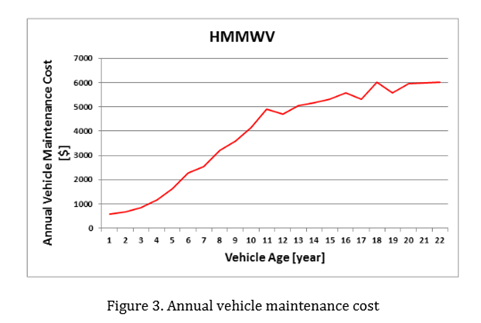 HMMWV
Annual Vehicle Maintenance Cost
[$]
7000
6000
5000
4000
3000
2000
1000
0
1 2 3 4 5 6 7 8 9 10 11 12 13 14 15 16 17 18 19 20 21 22
Vehicle Age [year]
Figure 3. Annual vehicle maintenance cost